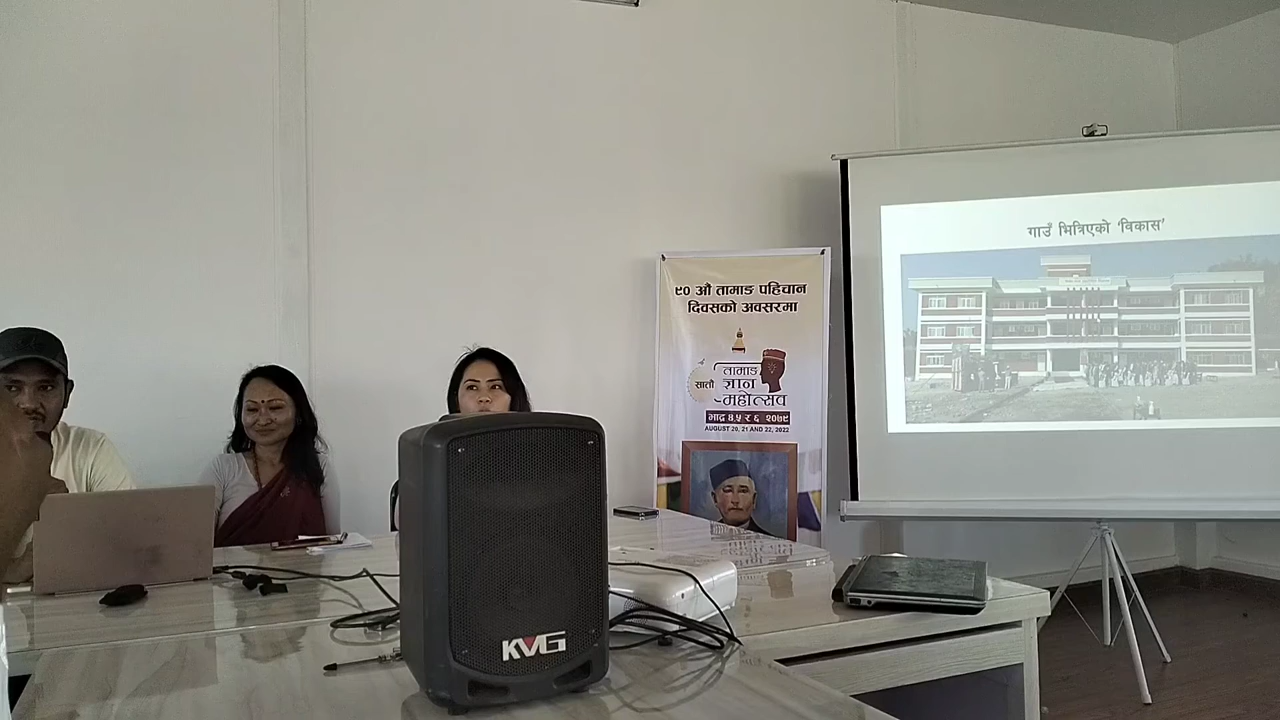 ९० औं तामाङ पहिचान
दिवसको अवसरमा
सातौं
तामाङ
ज्ञान
महोत्सव
भाद्र ४,५ र ६ २०७९
AUGUST 20, 21 AND 22, 2022
गाउँ भित्रिएको 'विकास'
KVG